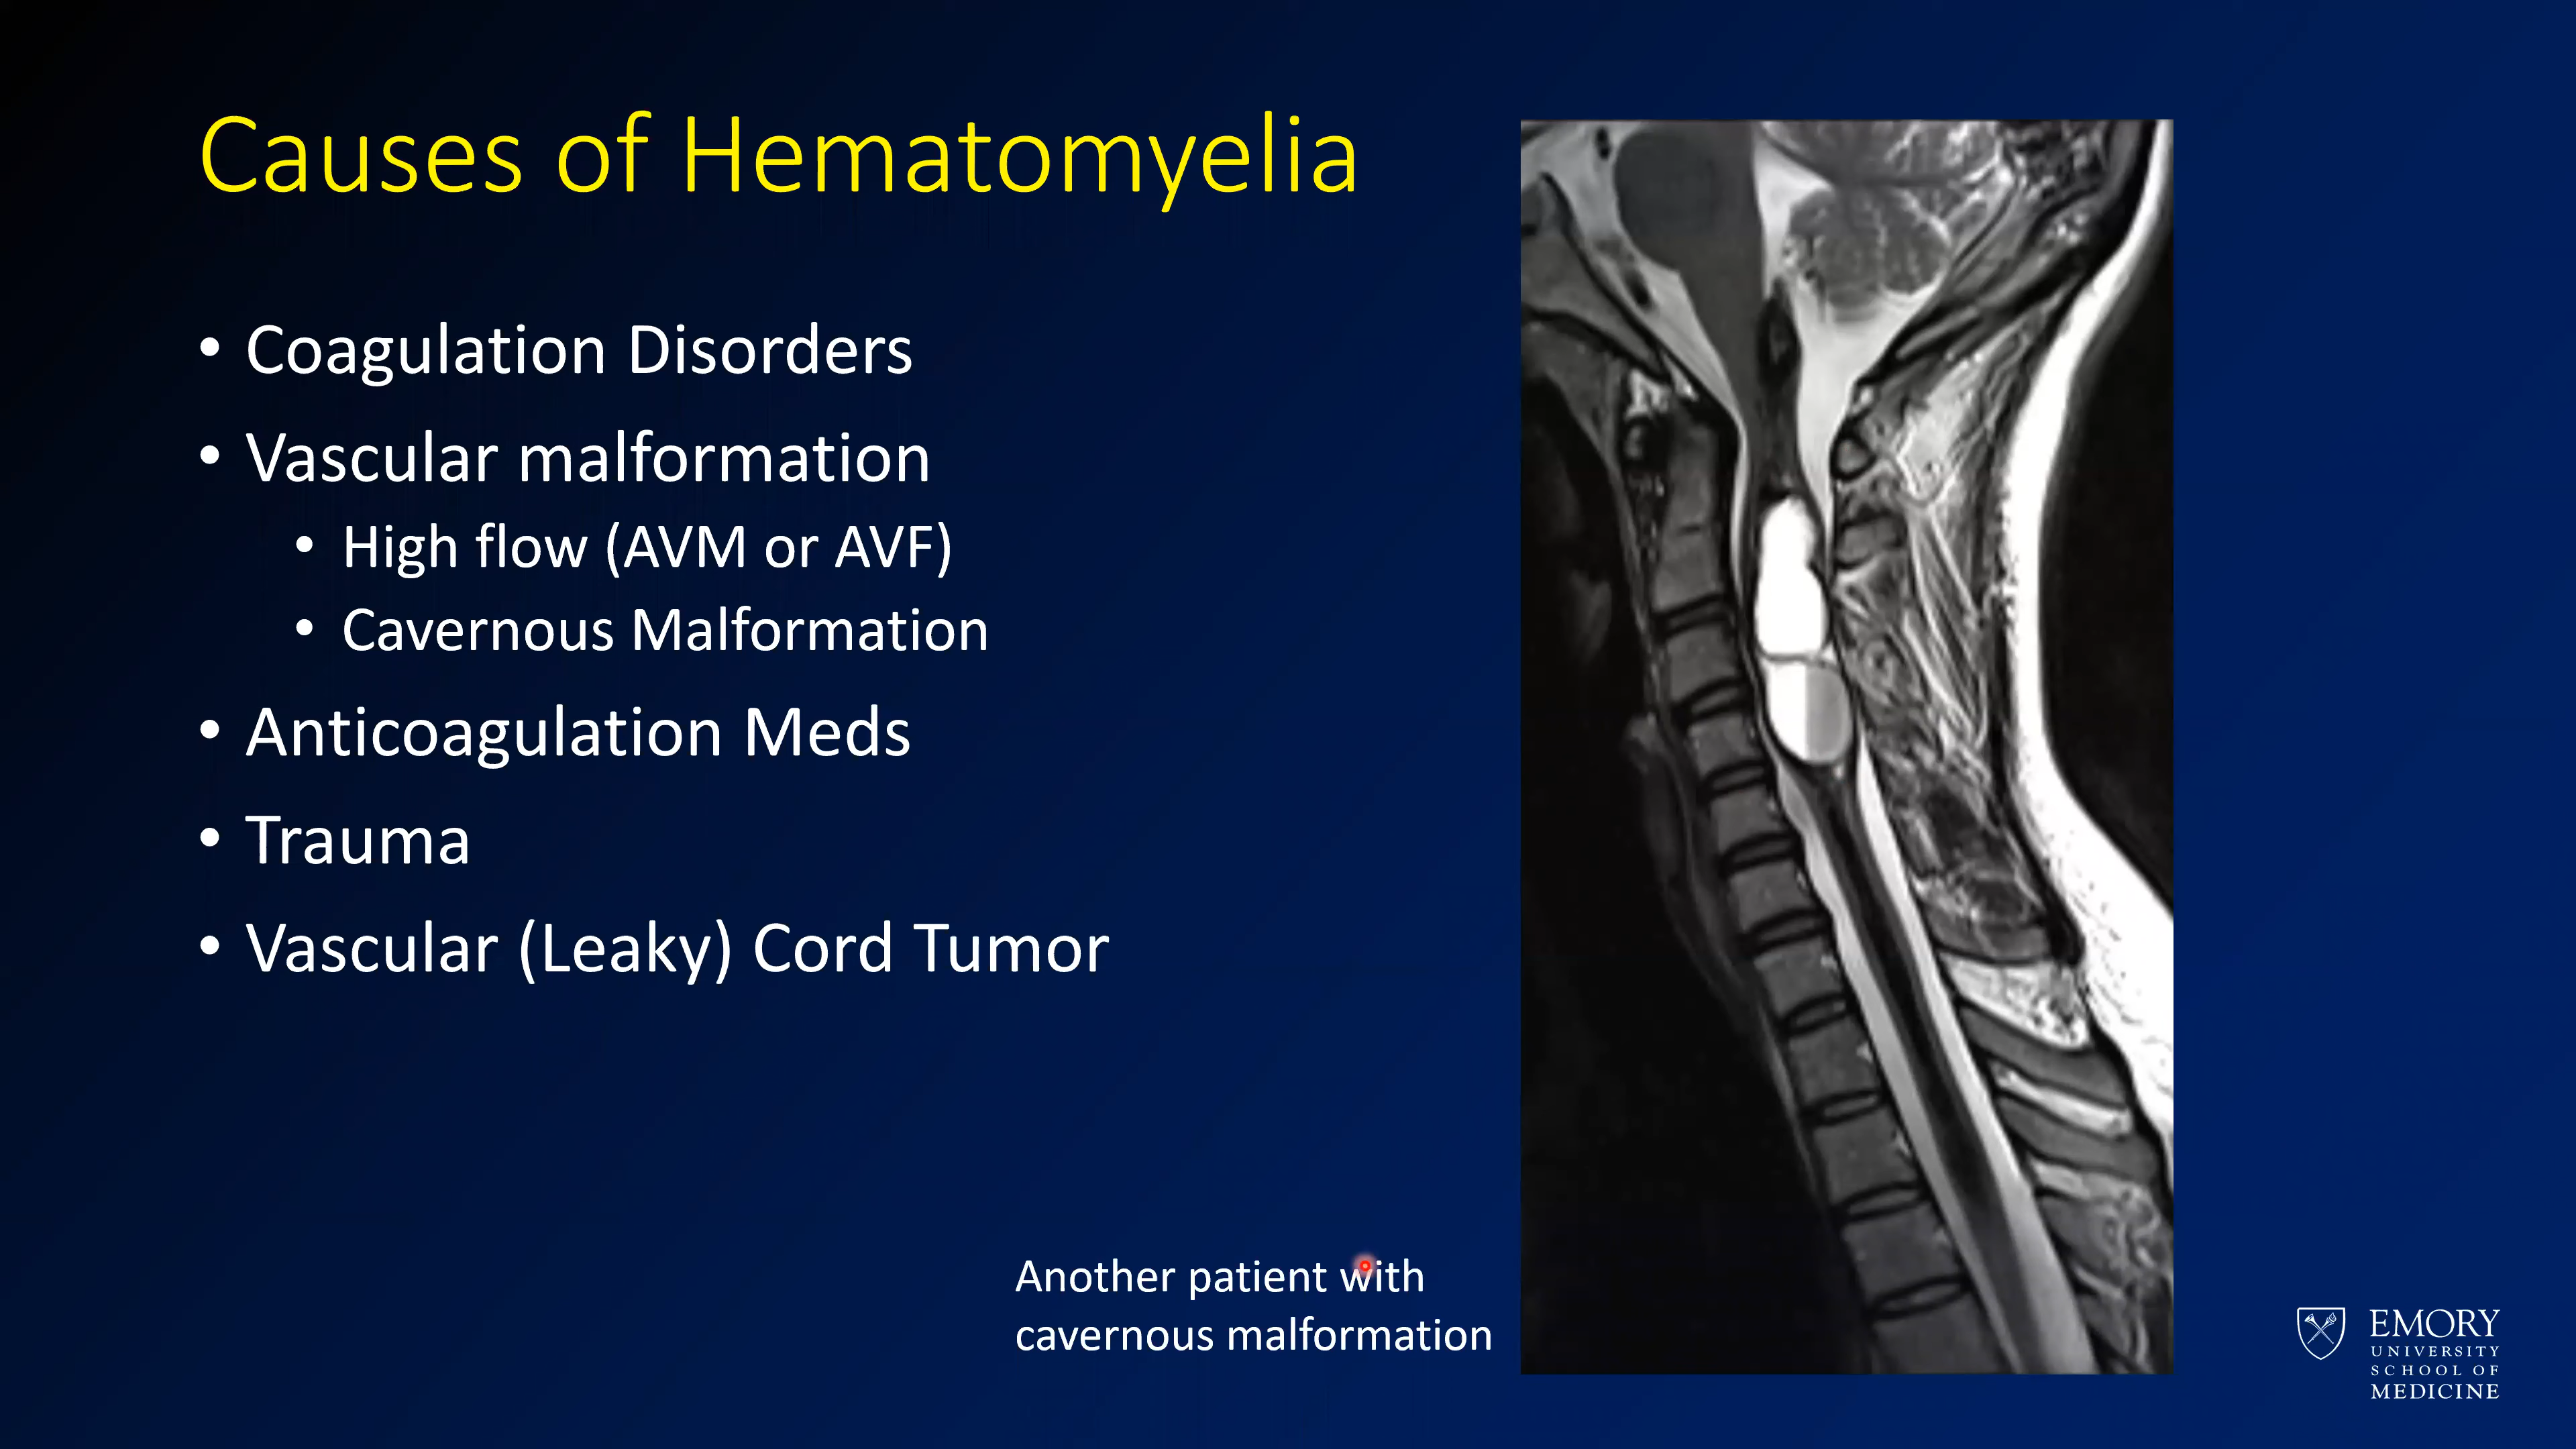 Causes of Hematomyelia
• Coagulation Disorders
• Vascular malformation
• High flow (AVM or AVF)
• Cavernous Malformation
• Anticoagulation Meds
• Trauma
• Vascular (Leaky) Cord Tumor
Another patient with
cavernous malformation
EMORY
UNIVERSITY
SCHOOL OF
MEDICINE